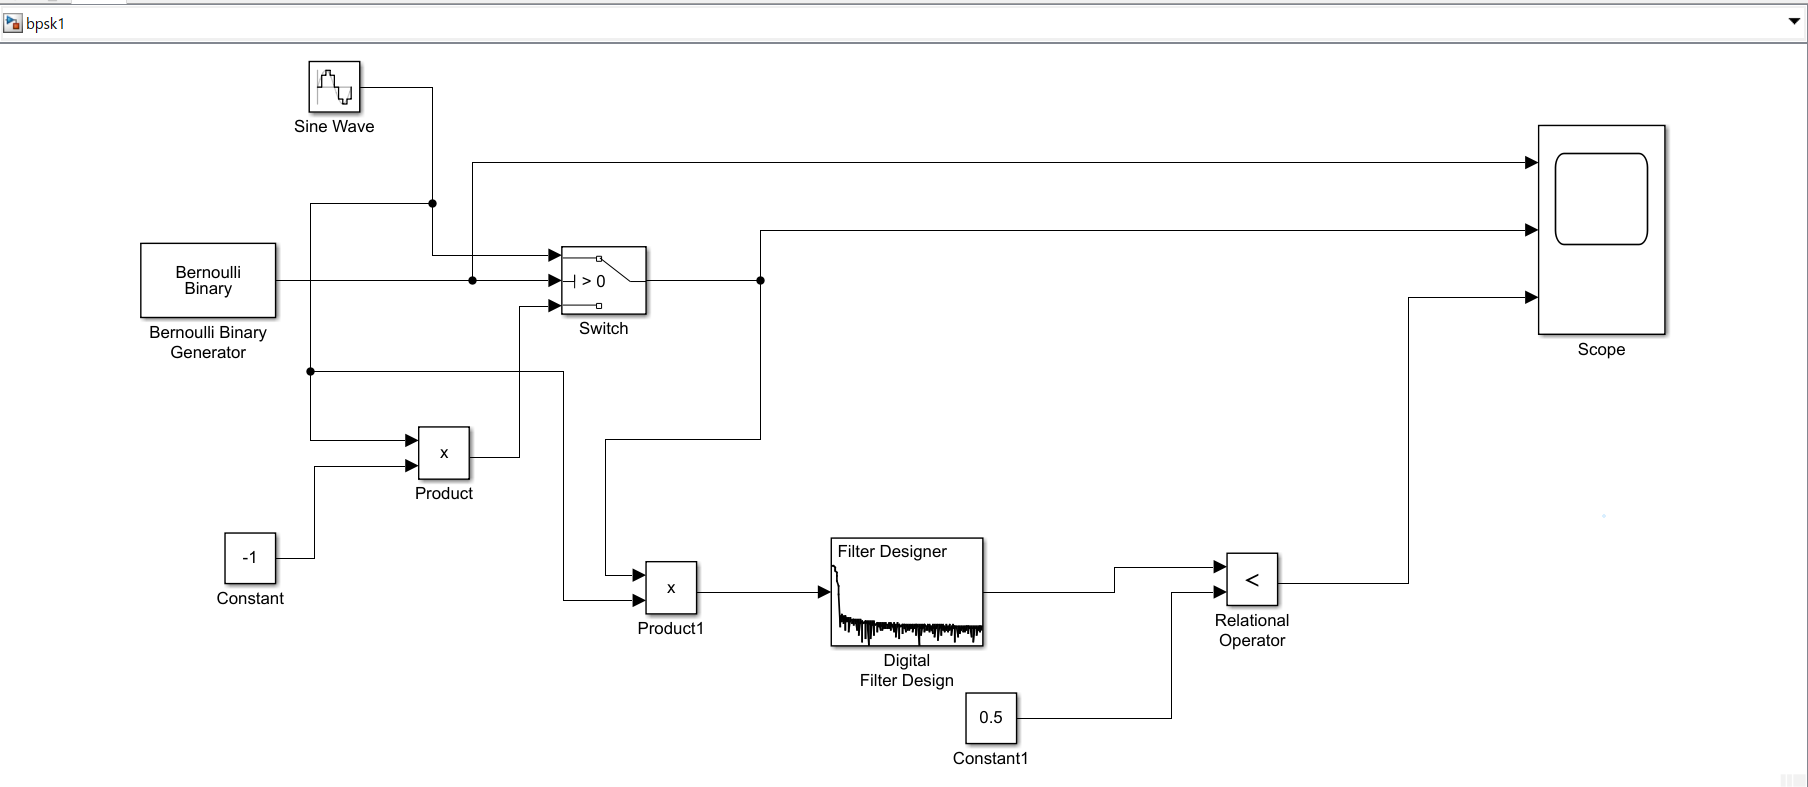 bpsk1
Sine Wave
Bernoulli
Binary
Bernoulli Binary
Generator
> 0
Switch
Scope
x
Product
-1
Constant
x
Product1
Filter Designer
Digital
Filter Design
<
Relational
Operator
0.5
Constant1